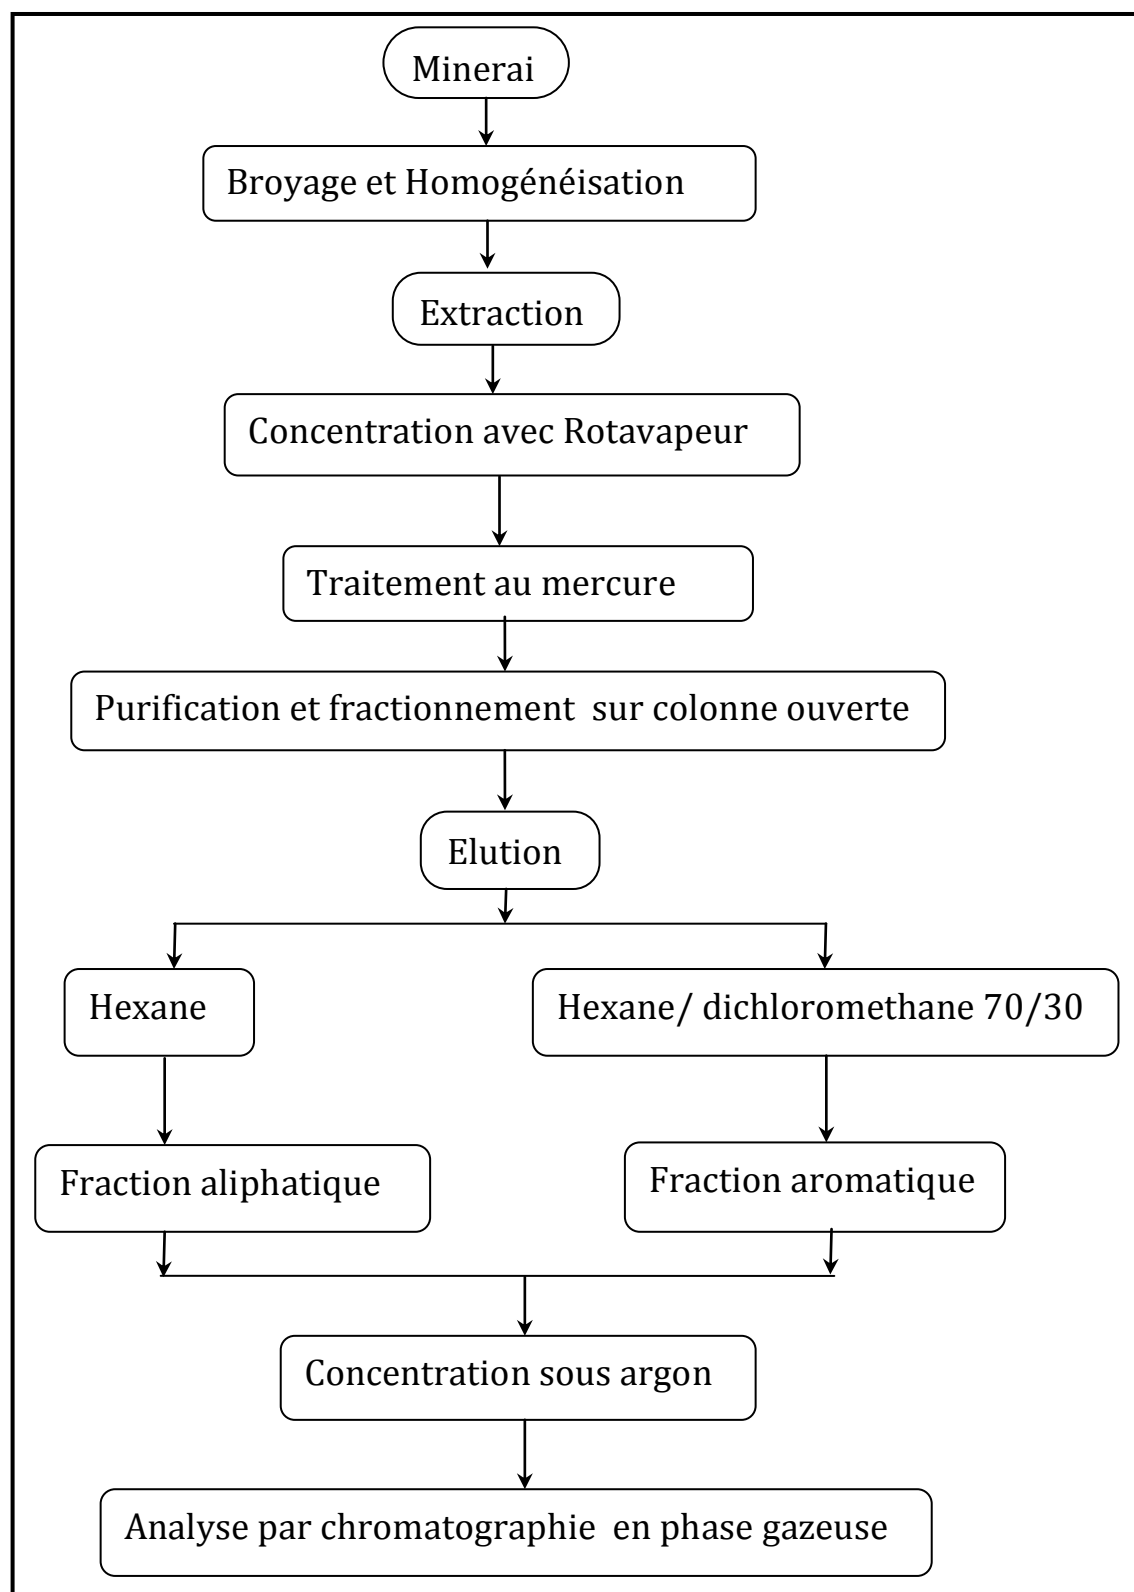 Minerai
Broyage et Homogénéisation
Extraction
Concentration avec Rotavapeur
Traitement au mercure
Purification et fractionnement sur colonne ouverte
Elution
Hexane
Hexane/ dichloromethane 70/30
Fraction aliphatique
Fraction aromatique
Concentration sous argon
Analyse par chromatographie en phase gazeuse